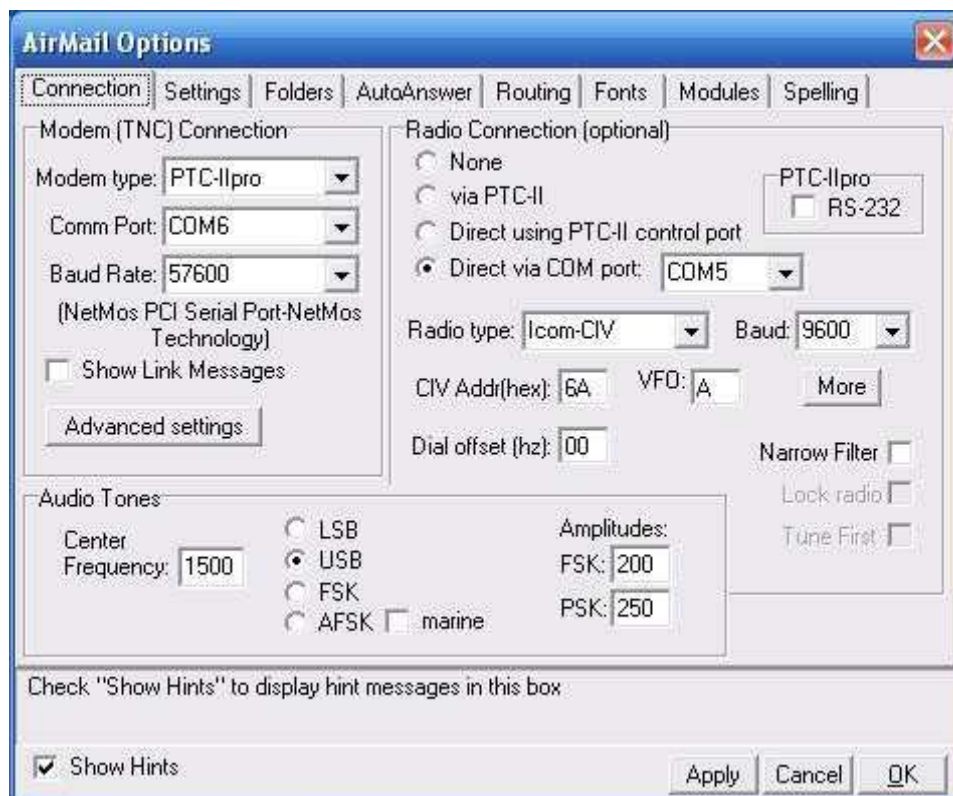 AirMail Options
Connection Settings Folders AutoAnswer Routing Fonts Modules Spelling
Modem (TNC) Connection
Modem type: PTC-IIpro
Comm Port: COM6
Baud Rate: 57600
(NetMos PCI Serial Port-NetMos
Technology)
Show Link Messages
Advanced settings
Radio Connection (optional)
None
via PTC-II
Direct using PTC-II control port
Direct via COM port: COM5
PTC-IIpro
RS-232
Radio type: Icom-CIV Baud: 9600
CIV Addr(hex): 6A VFO: A More
Dial offset (hz): 00
Narrow Filter
Lock radio
Tune First
Audio Tones
Center
Frequency: 1500
LSB
USB
FSK
AFSK marine
Amplitudes:
FSK: 200
PSK: 250
Check "Show Hints" to display hint messages in this box
Show Hints
Apply Cancel OK